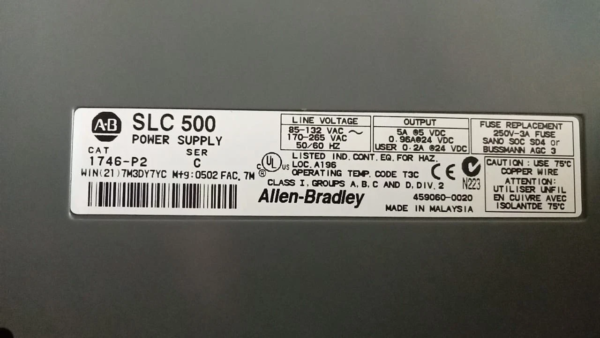 A-B SLC 500
POWER SUPPLY
CAT SER
1746-P2 C
WIN(21)7M3DY7YC Mfg:0502 FAC,7M
LINE VOLTAGE
85-132 VAC ~
170-265 VAC
50/60 HZ
OUTPUT
5A @5 VDC
0.96A@24 VDC
USER 0.2A @24 VDC
FUSE REPLACEMENT
250V-3A FUSE
SANO SOC SD4 or
BUSSMANN AGC 3
UL
C US
LISTED IND. CONT. EQ. FOR HAZ.
LOC. A196
OPERATING TEMP. CODE T3C
CLASS I, GROUPS A, B, C AND D, DIV. 2
CE
N223
CAUTION : USE 75°C
COPPER WIRE
ATTENTION:
UTILISER UNFIL
EN CUIVRE AVEC
ISOLANTDE 75°C
Allen-Bradley
459060-0020
MADE IN MALAYSIA